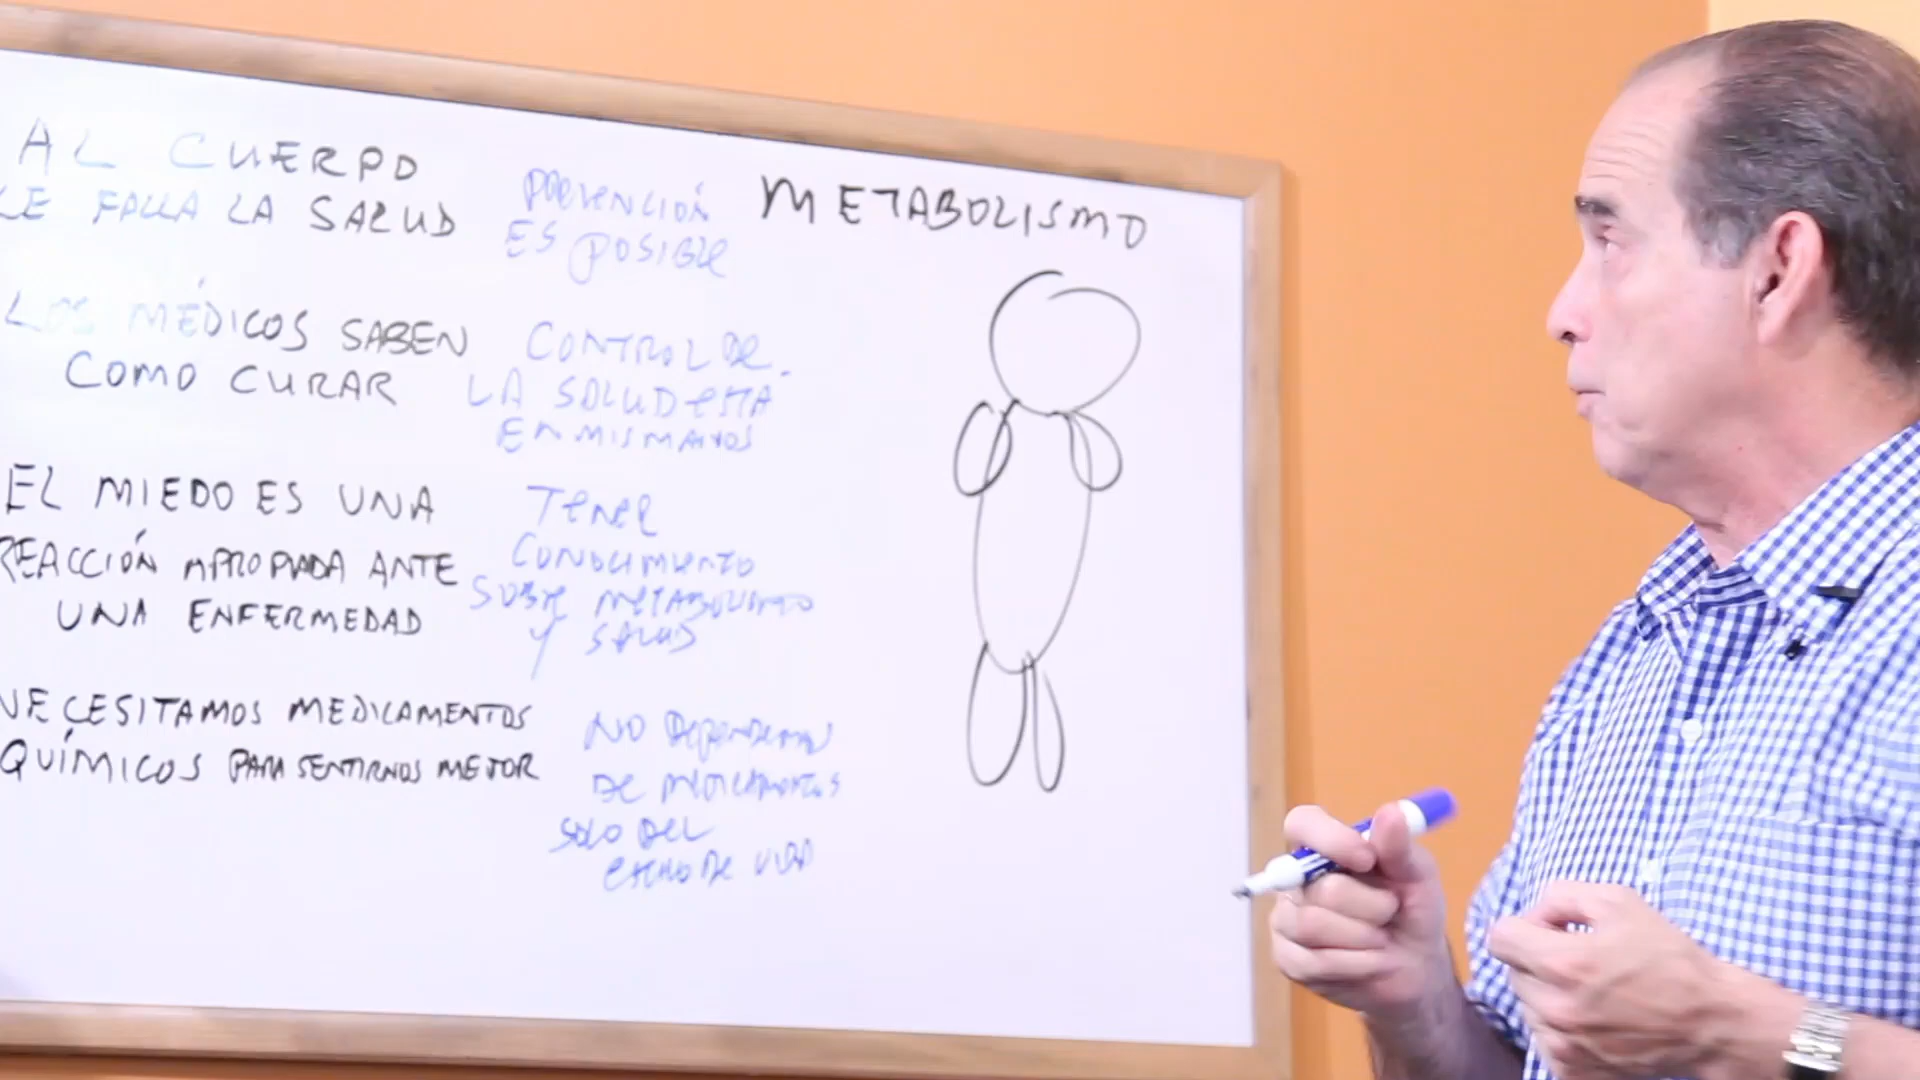 AL CUERPO
LE FALLA LA SALUD
LOS MÉDICOS SABEN
COMO CURAR
EL MIEDO ES UNA
REACCIÓN APROPIADA ANTE
UNA ENFERMEDAD
NECESITAMOS MEDICAMENTOS
QUÍMICOS PARA SENTIRNOS MEJOR
PREVENCIÓN
ES POSIBLE
CONTROL DE
LA SALUD ESTA
EN MIS MANOS
TENER
CONOCIMIENTO
SOBRE METABOLISMO
Y SALUD
NO DEPENDEMOS
DE MEDICAMENTOS
SOLO DEL
ESTILO DE VIDA
METABOLISMO